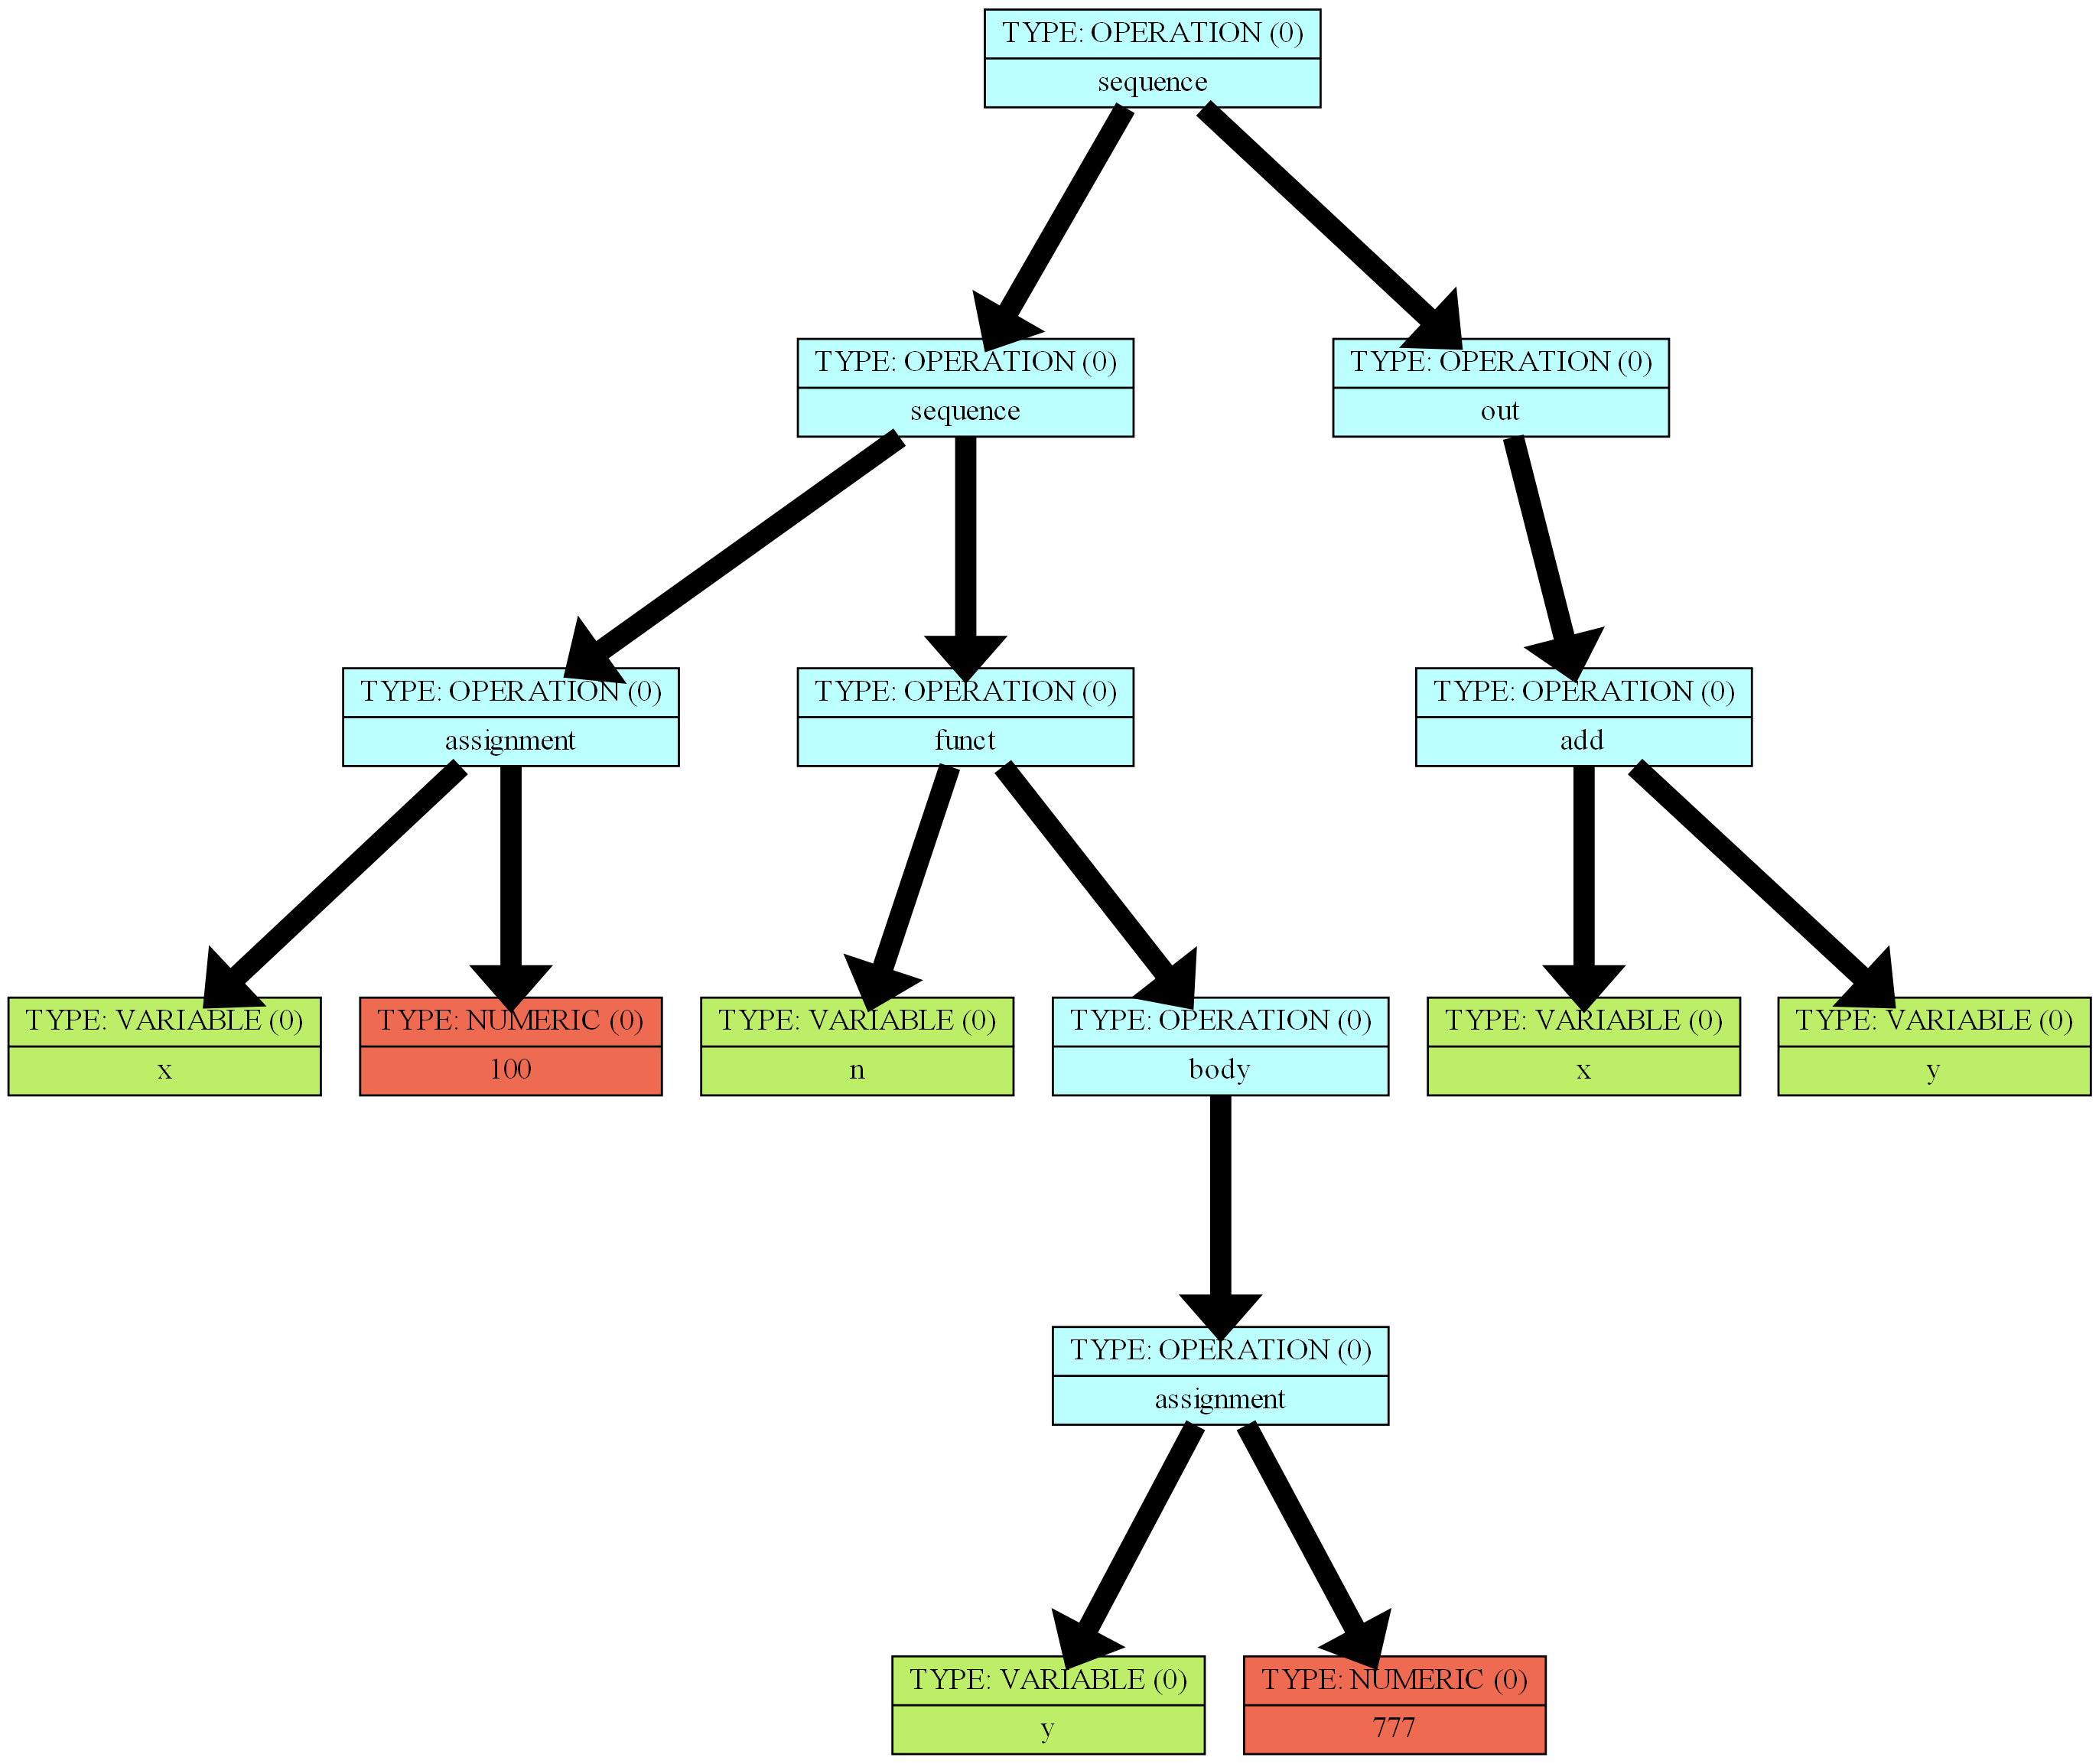 TYPE: OPERATION (0)
sequence
TYPE: OPERATION (0)
sequence
TYPE: OPERATION (0)
out
TYPE: OPERATION (0)
assignment
TYPE: OPERATION (0)
funct
TYPE: OPERATION (0)
add
TYPE: VARIABLE (0)
x
TYPE: NUMERIC (0)
100
TYPE: VARIABLE (0)
n
TYPE: OPERATION (0)
body
TYPE: VARIABLE (0)
x
TYPE: VARIABLE (0)
y
TYPE: OPERATION (0)
assignment
TYPE: VARIABLE (0)
y
TYPE: NUMERIC (0)
777